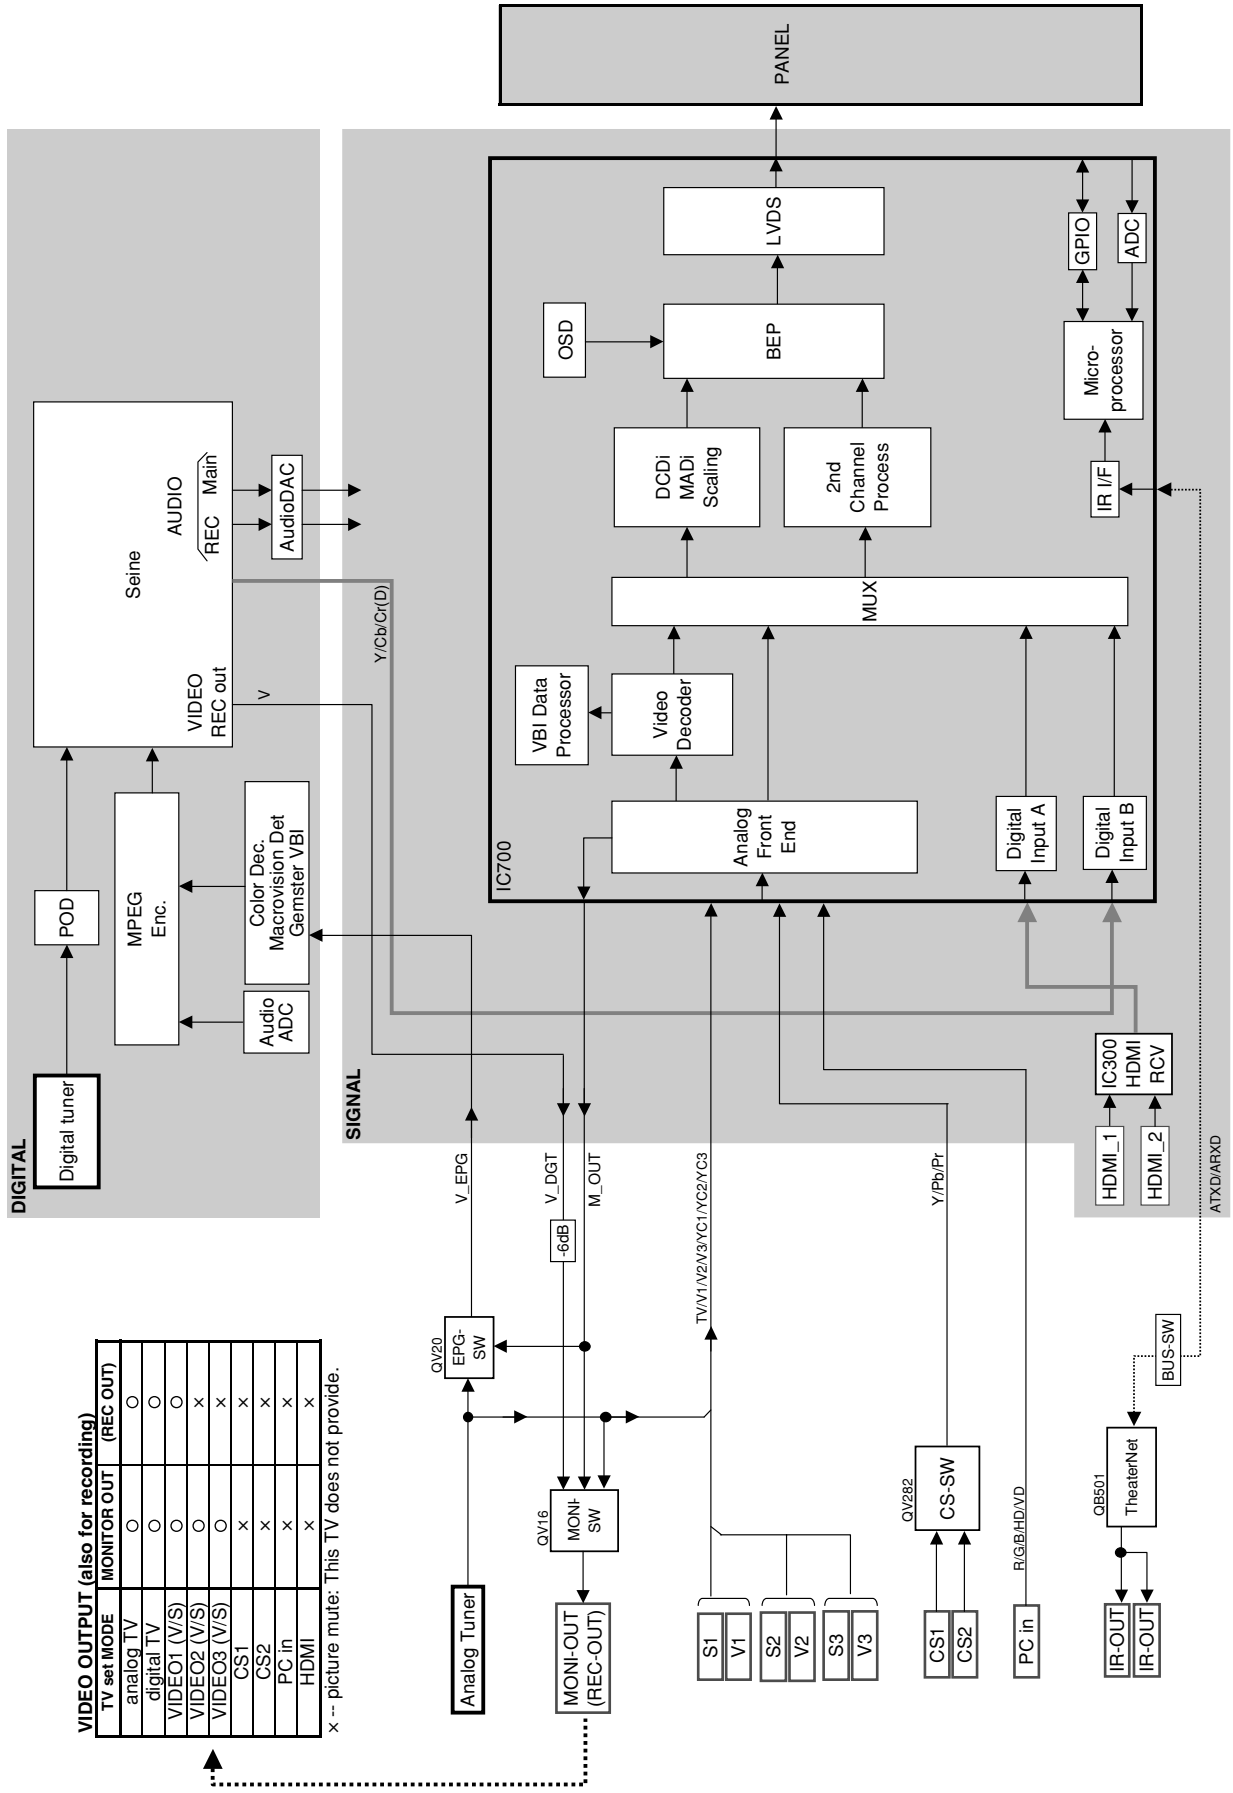 VIDEO OUTPUT (also for recording)
TV set MODE MONITOR OUT (REC OUT)
analog TV ○ ○
digital TV ○ ○
VIDEO1 (V/S) ○ ○
VIDEO2 (V/S) ○ ×
VIDEO3 (V/S) ○ ×
CS1 × ×
CS2 × ×
PC in × ×
HDMI × ×
× -- picture mute: This TV does not provide.
DIGITAL
Digital tuner
POD
MPEG
Enc.
Audio
ADC
Color Dec.
Macrovision Det
Gemster VBI
Seine
VIDEO
REC out
AUDIO
REC Main
AudioDAC
V
Y/Cb/Cr(D)
SIGNAL
Analog Tuner
QV20
EPG-
SW
V_EPG
V_DGT
-6dB
M_OUT
QV16
MONI-
SW
MONI-OUT
(REC-OUT)
TV/V1/V2/V3/YC1/YC2/YC3
S1
V1
S2
V2
S3
V3
CS1
CS2
QV282
CS-SW
Y/Pb/Pr
PC in
R/G/B/HD/VD
IR-OUT
IR-OUT
QB501
TheaterNet
BUS-SW
ATXD/ARXD
HDMI_1
HDMI_2
IC300
HDMI
RCV
IC700
Analog
Front
End
Digital
Input A
Digital
Input B
VBI Data
Processor
Video
Decoder
MUX
DCDi
MADi
Scaling
2nd
Channel
Process
IR I/F
OSD
BEP
Micro-
processor
LVDS
GPIO
ADC
PANEL